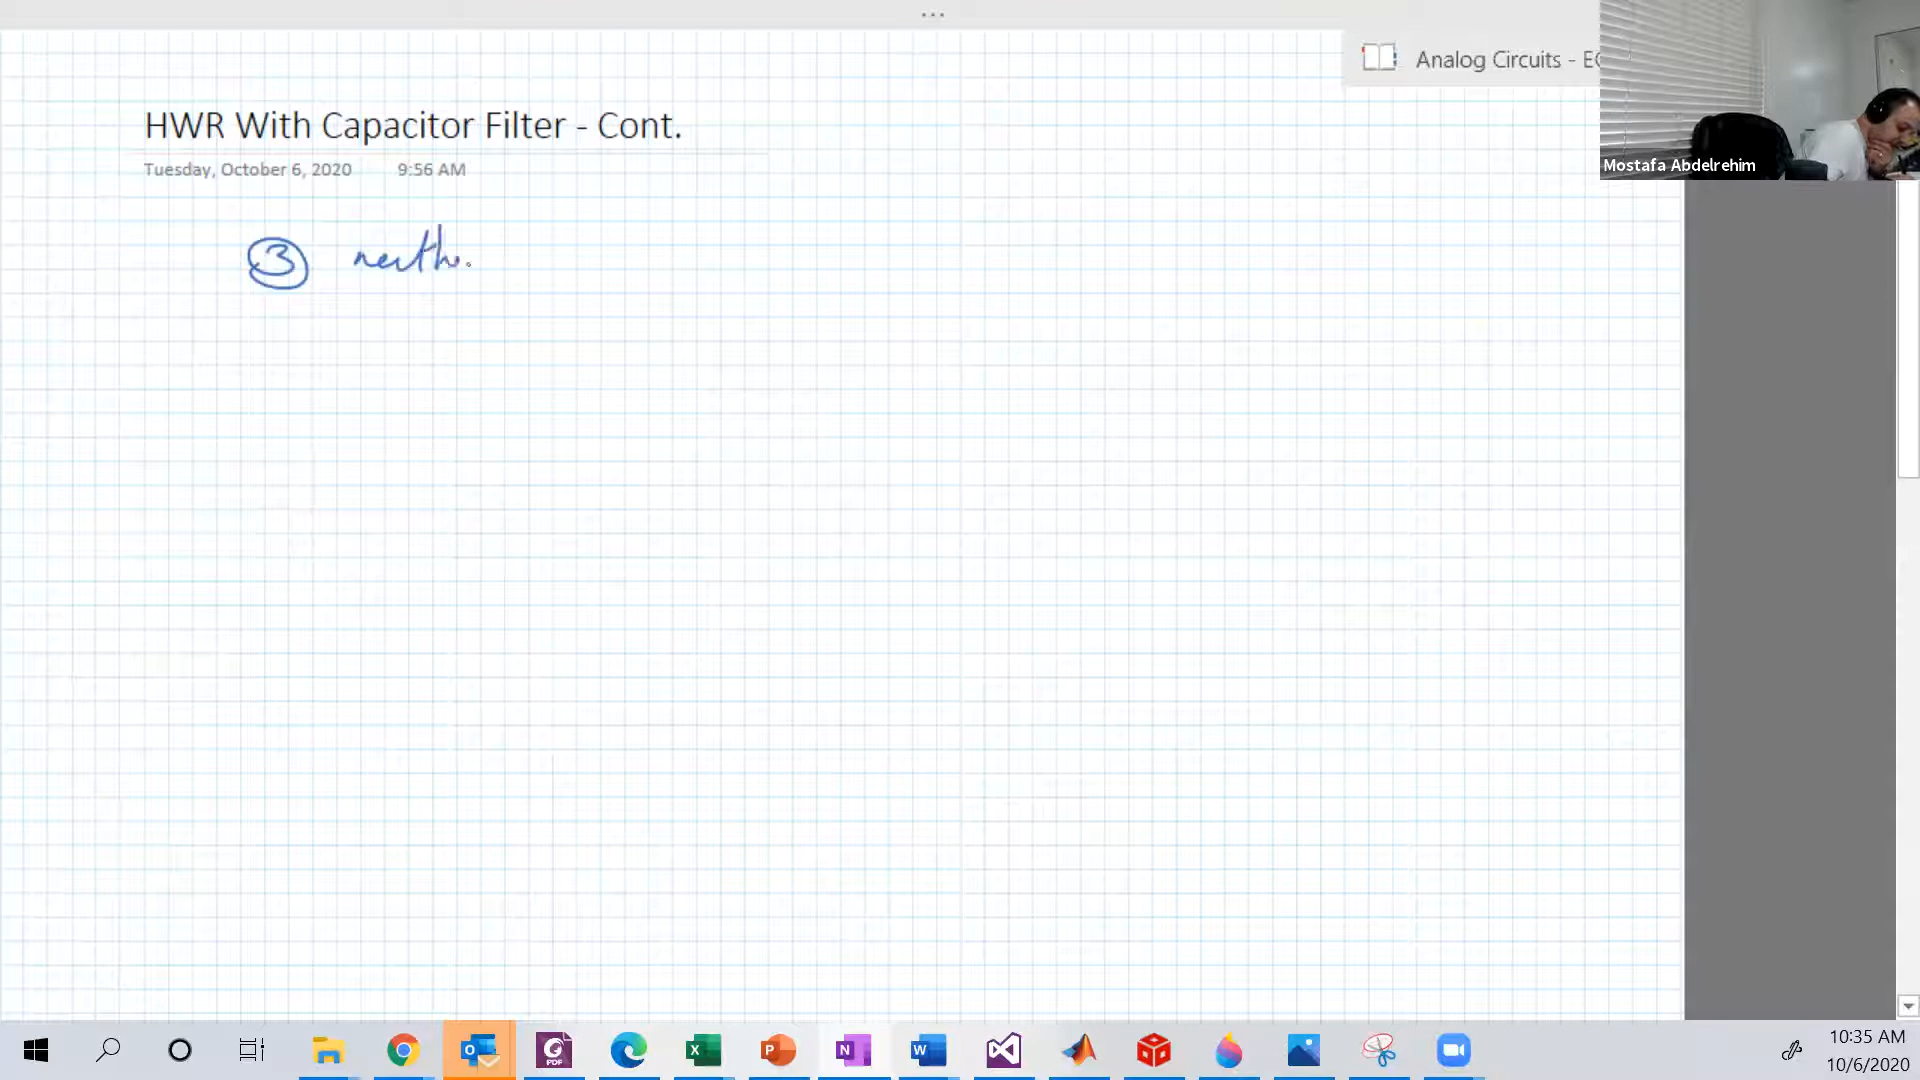 Analog Circuits - EC
HWR With Capacitor Filter - Cont.
Tuesday, October 6, 2020 9:56 AM
Mostafa Abdelrehim
3
10:35 AM
10/6/2020